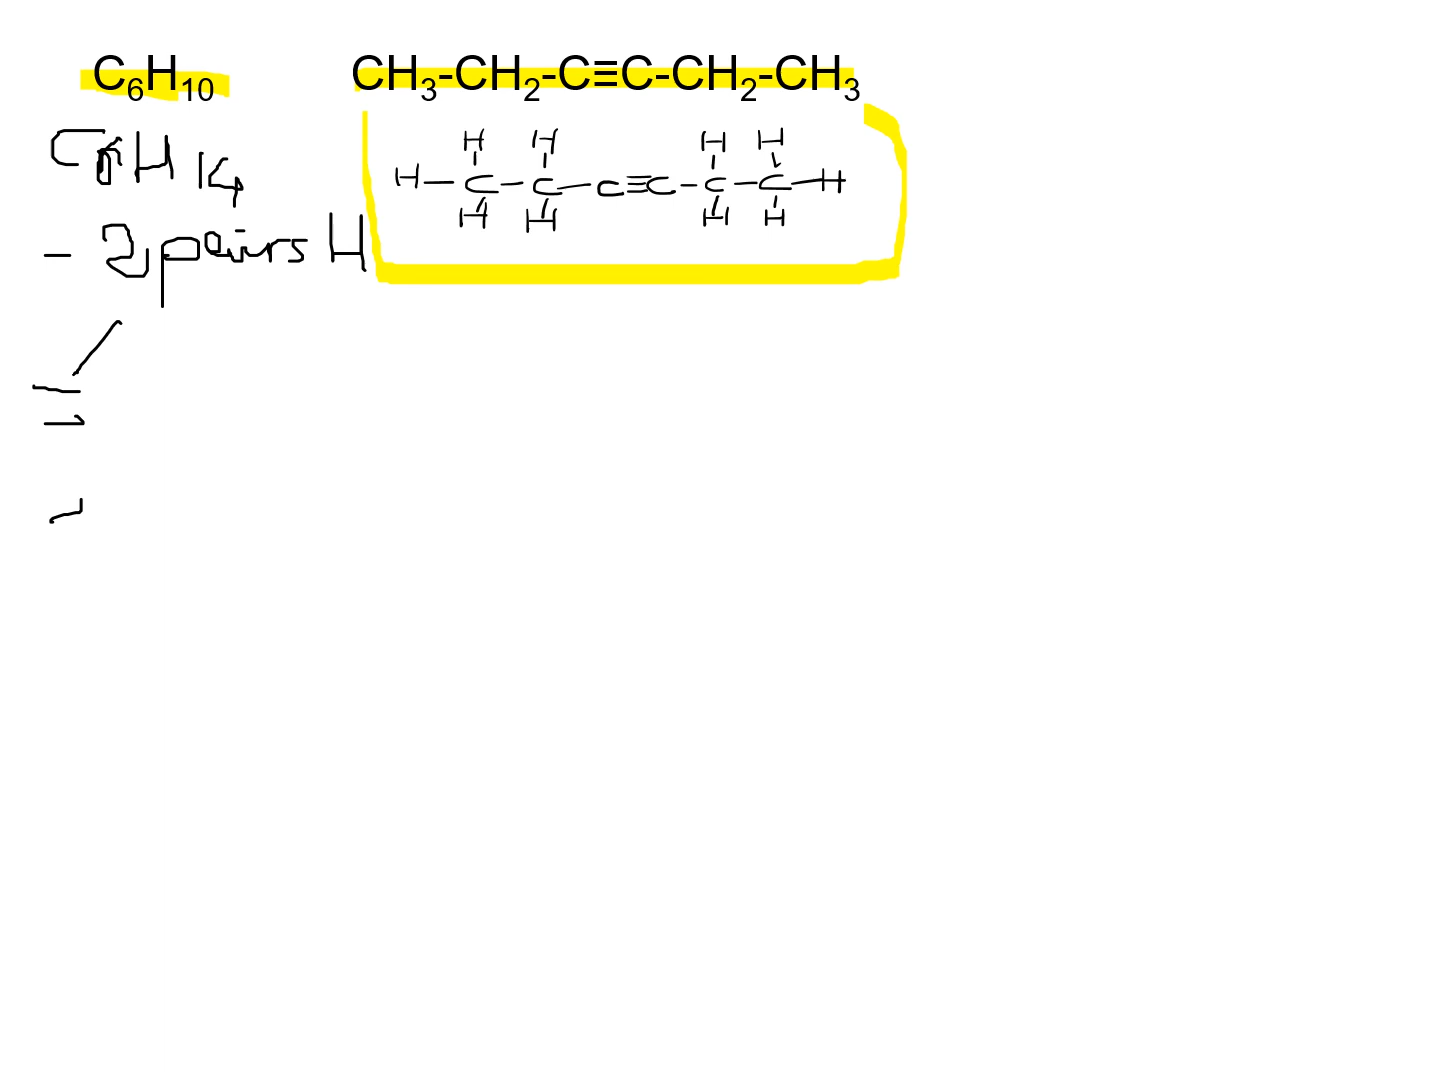 C₆H₁₀ CH₃-CH₂-C≡C-CH₂-CH₃
C₆H₁₄
- 2 pairs H
H H H H
H-C-C-C≡C-C-C-H
H H H H